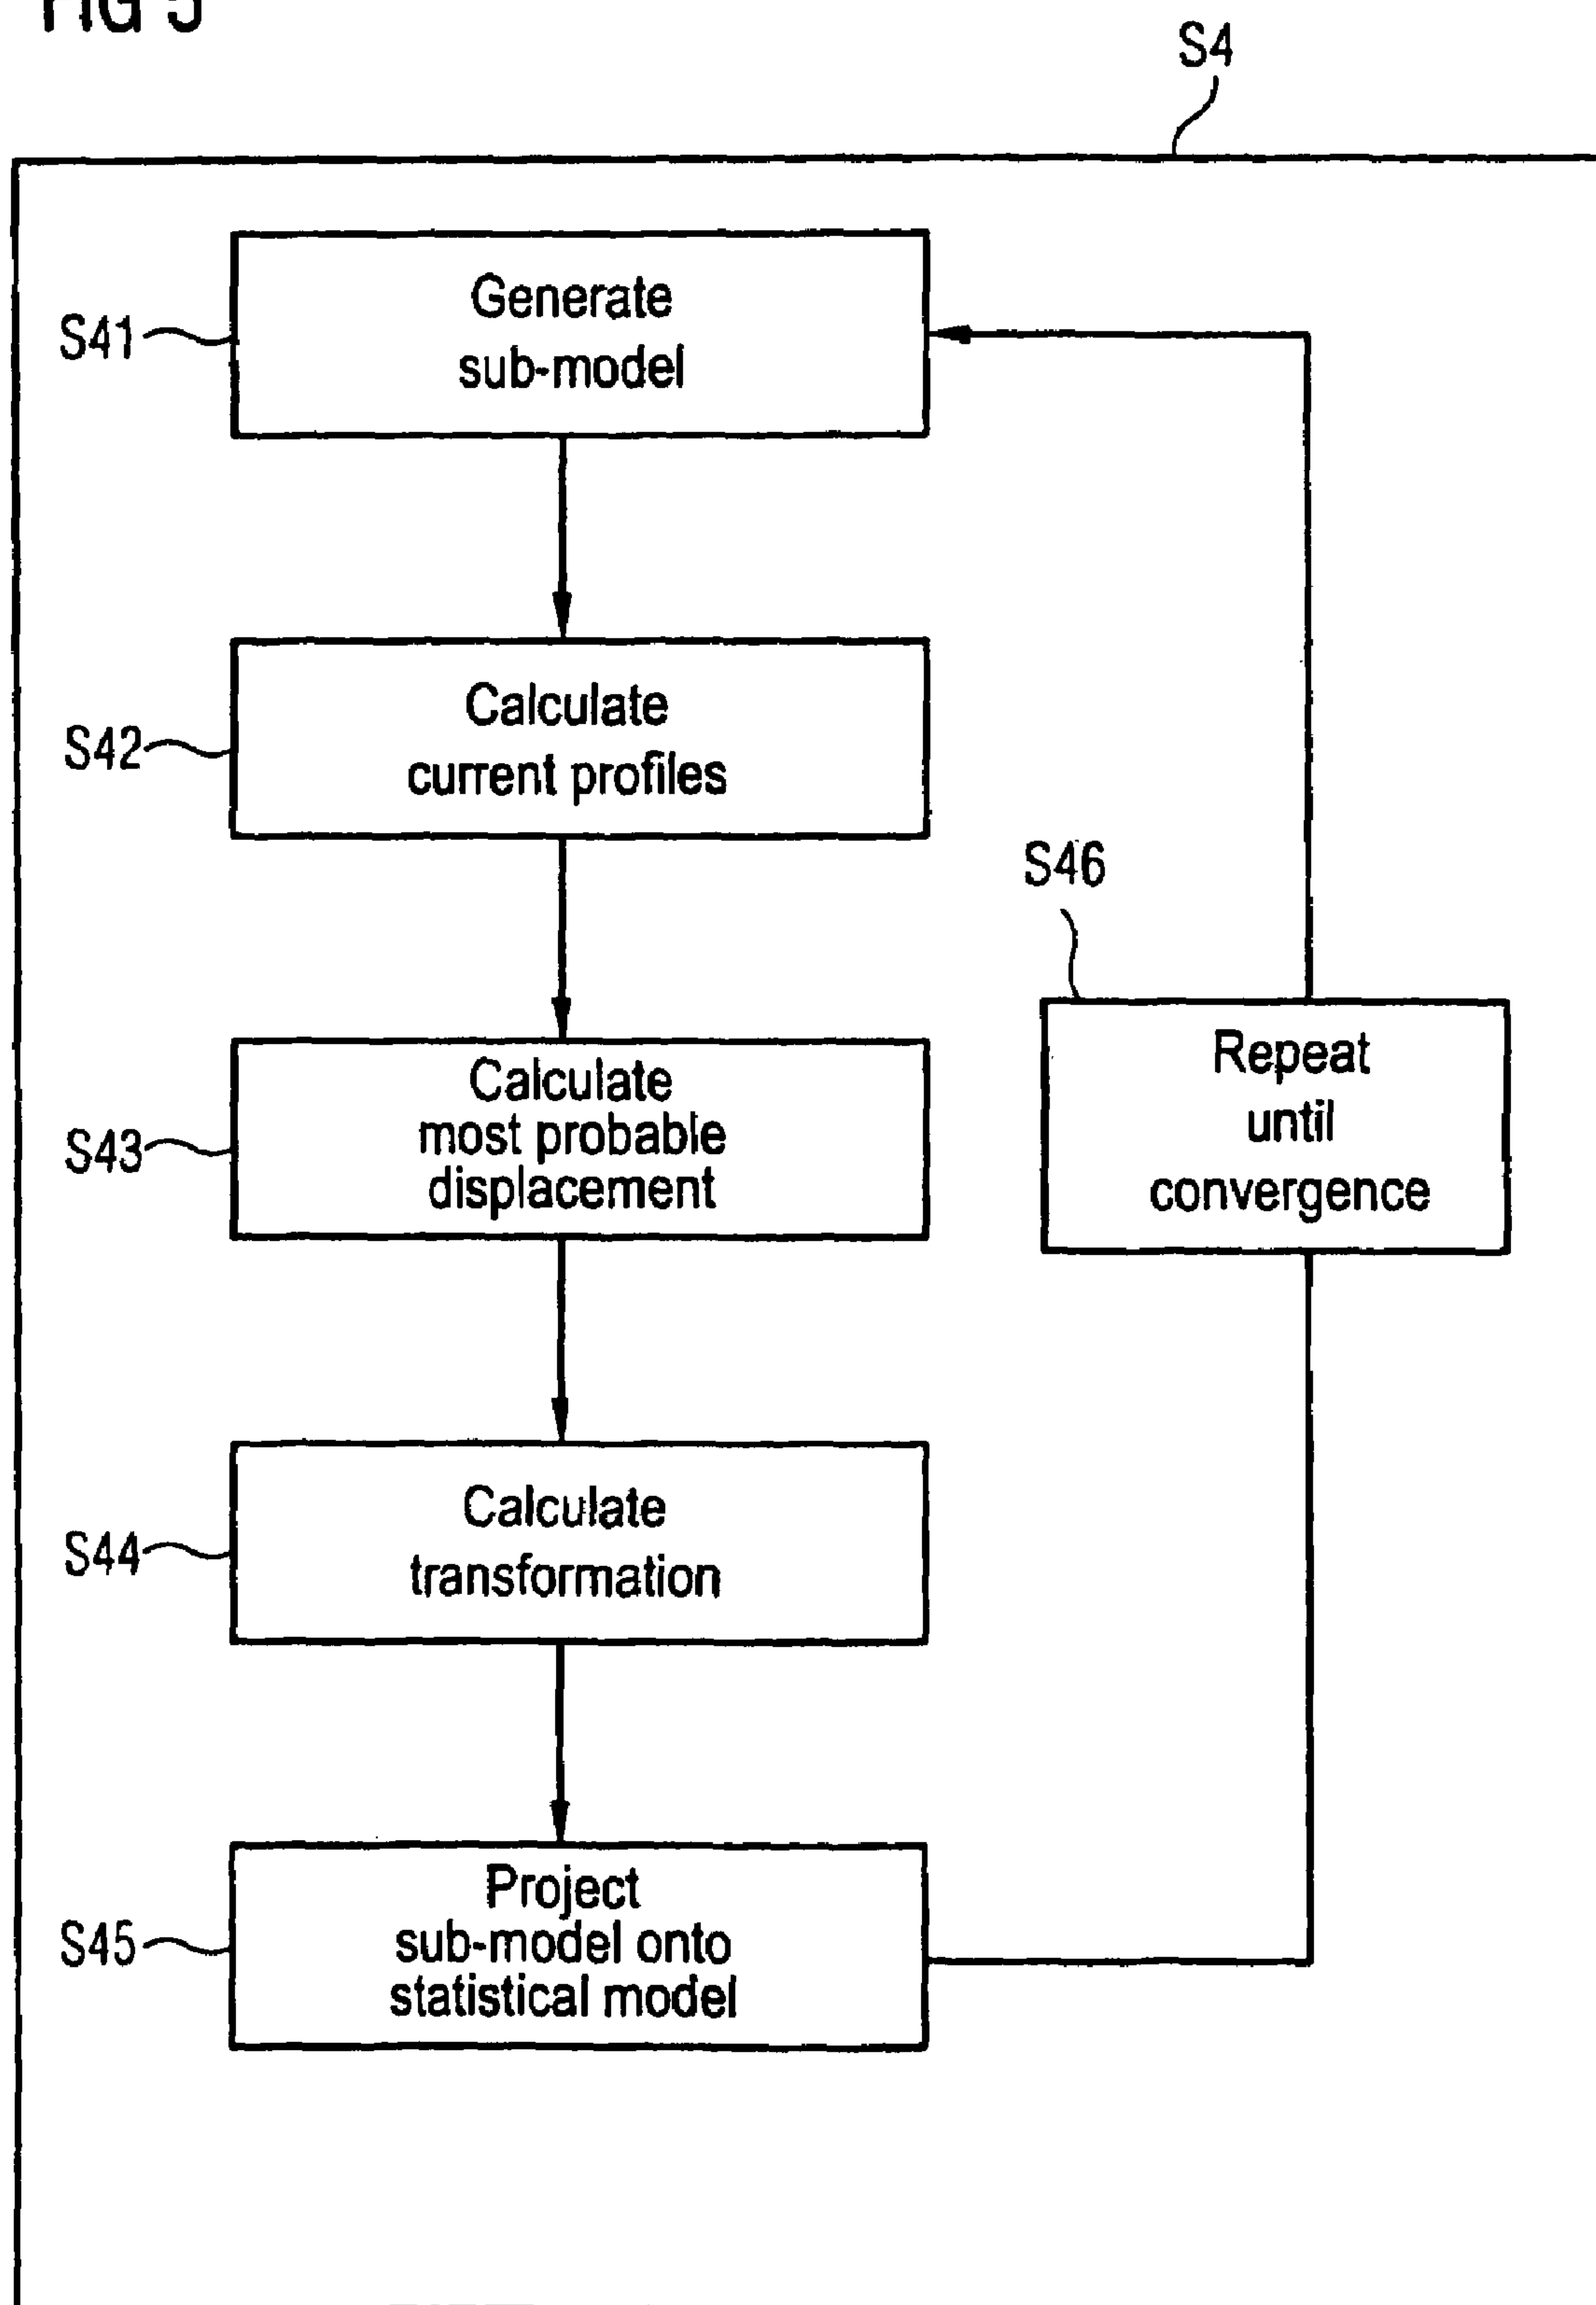 FIG 5
S4
S41
Generate
sub-model
S42
Calculate
current profiles
S43
Calculate
most probable
displacement
S46
Repeat
until
convergence
S44
Calculate
transformation
S45
Project
sub-model onto
statistical model